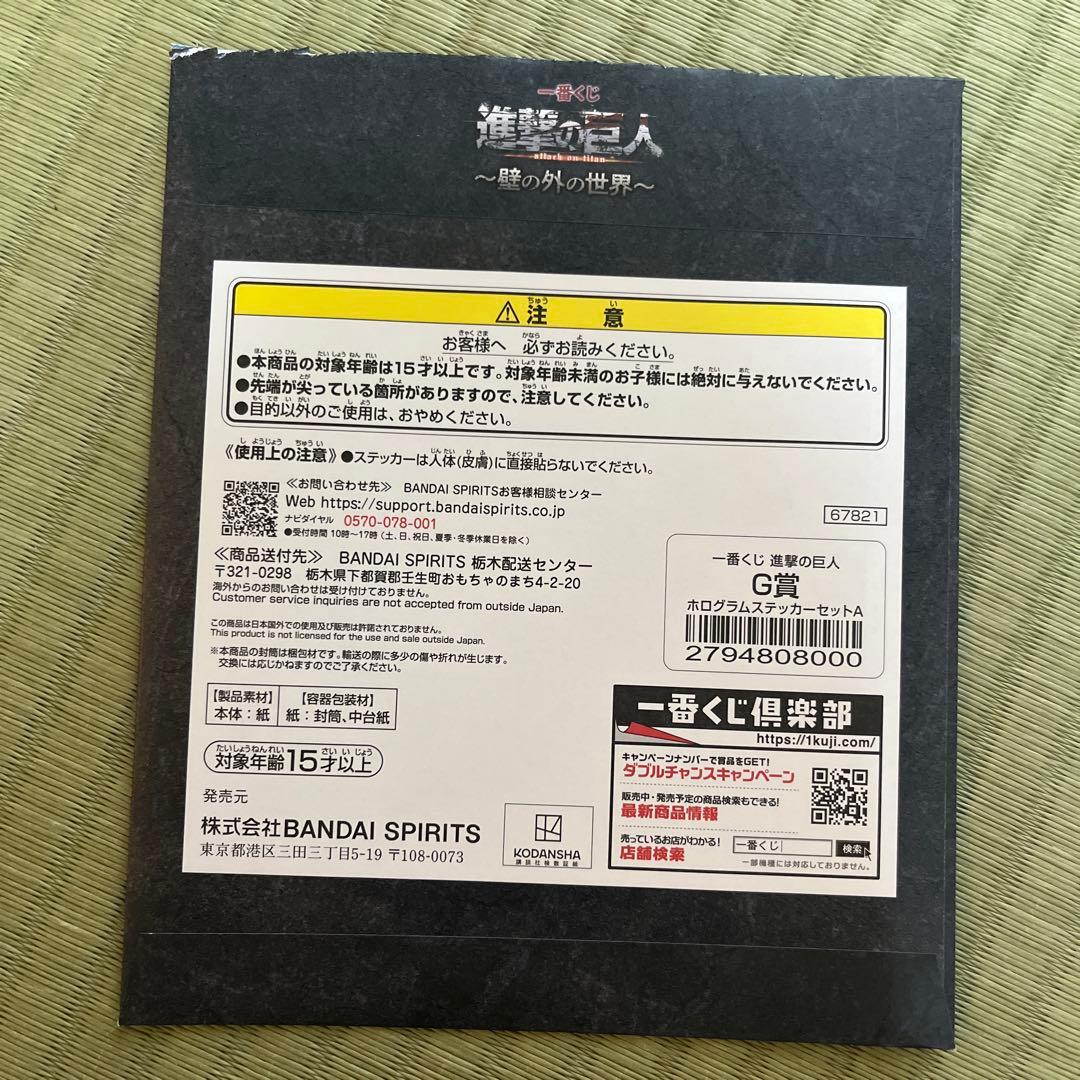 一番くじ
進撃の巨人
attack on titan
～壁の外の世界～
⚠注 意
お客様へ 必ずお読みください。
●本商品の対象年齢は15才以上です。対象年齢未満のお子様には絶対に与えないでください。
●先端が尖っている箇所がありますので、注意してください。
●目的以外のご使用は、おやめください。
《使用上の注意》●ステッカーは人体(皮膚)に直接貼らないでください。
≪お問い合わせ先≫ BANDAI SPIRITSお客様相談センター
Web https://support.bandaispirits.co.jp
ナビダイヤル 0570-078-001
●受付時間 10時～17時(土、日、祝日、夏季・冬季休業日を除く)
67821
≪商品送付先≫ BANDAI SPIRITS 栃木配送センター
〒321-0298 栃木県下都賀郡壬生町おもちゃのまち4-2-20
海外からのお問い合わせは受け付けておりません。
Customer service inquiries are not accepted from outside Japan.
この商品は日本国外での使用及び販売は許諾されておりません。
This product is not licensed for the use and sale outside Japan.
※本商品の封筒は梱包材です。輸送の際に多少の傷や折れが生じます。
交換には応じかねますのでご了承ください。
一番くじ 進撃の巨人
G賞
ホログラムステッカーセットA
2794808000
【製品素材】
本体：紙
【容器包装材】
紙：封筒、中台紙
対象年齢15才以上
発売元
株式会社BANDAI SPIRITS
東京都港区三田三丁目5-19 〒108-0073
KODANSHA
講談社検数証紙
一番くじ倶楽部
https://1kuji.com/
キャンペーンナンバーで賞品をGET!
ダブルチャンスキャンペーン
販売中・発売予定の商品検索もできる!
最新商品情報
売っているお店がわかる!
店舗検索
一番くじ 検索
一部機種には対応しておりません。